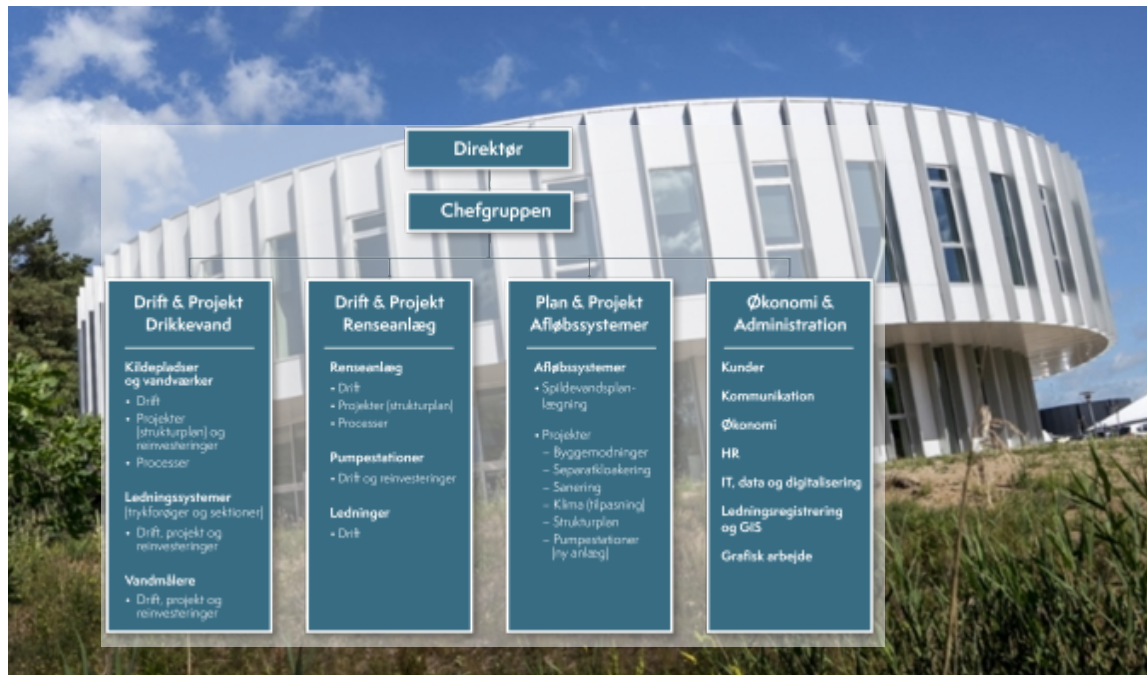 Direktør
Chefgruppen
Drift & Projekt
Drikkevand
Kildepladser
og vandværker
• Drift
• Projekter
(strukturplan) og
reinvesteringer
• Processer
Ledningssystemer
(trykforøger og sektioner)
• Drift, projekt og
reinvesteringer
Vandmålere
• Drift, projekt og
reinvesteringer
Drift & Projekt
Renseanlæg
Renseanlæg
• Drift
• Projekter (strukturplan)
• Processer
Pumpestationer
• Drift og reinvesteringer
Ledninger
• Drift
Plan & Projekt
Afløbssystemer
Afløbssystemer
• Spildevandsplan-
lægning
• Projekter
– Byggemodninger
– Separatkloakering
– Sanering
– Klima (tilpasning)
– Strukturplan
– Pumpestationer
(ny anlæg)
Økonomi &
Administration
Kunder
Kommunikation
Økonomi
HR
IT, data og digitalisering
Ledningsregistrering
og GIS
Grafisk arbejde